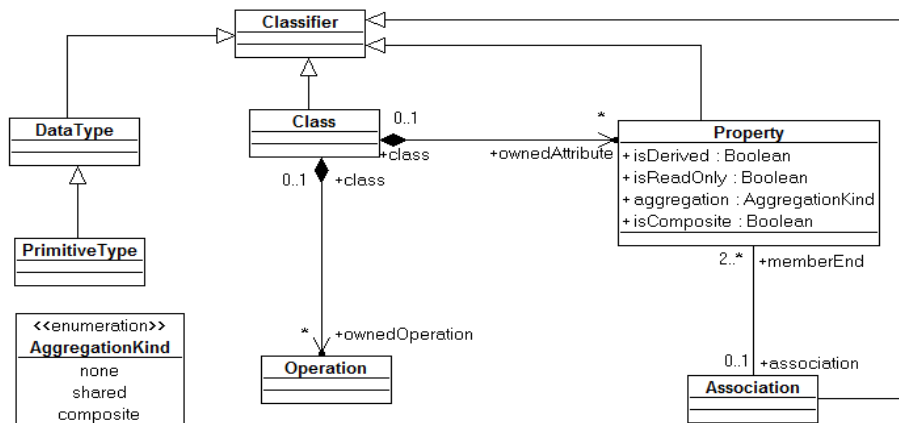 Classifier
DataType
0..1
*
Class
+class
+ownedAttribute
Property
+isDerived : Boolean
+isReadOnly : Boolean
+aggregation : AggregationKind
+isComposite : Boolean
0..1
+class
PrimitiveType
2..*
+memberEnd
<<enumeration>>
AggregationKind
none
shared
composite
*
+ownedOperation
Operation
0..1
+association
Association